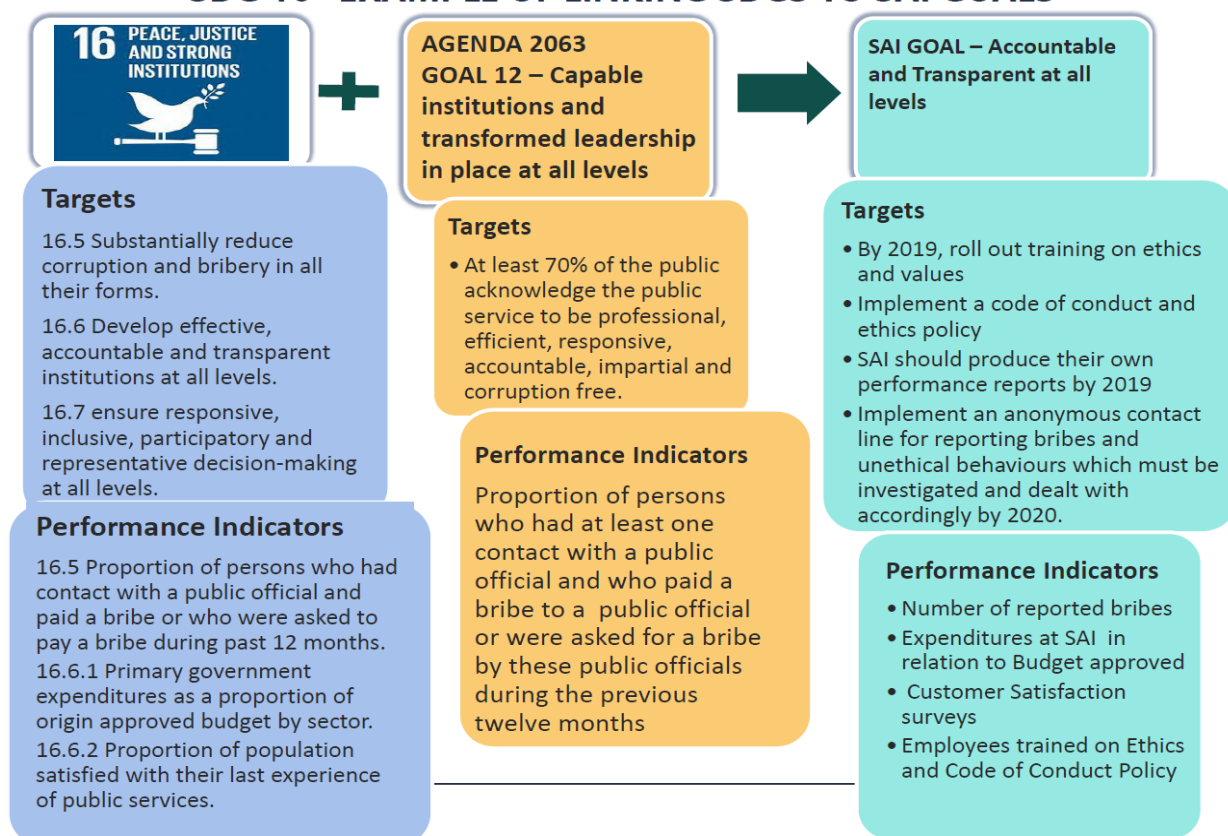 16 PEACE, JUSTICE
AND STRONG
INSTITUTIONS
Targets
16.5 Substantially reduce
corruption and bribery in all
their forms.
16.6 Develop effective,
accountable and transparent
institutions at all levels.
16.7 ensure responsive,
inclusive, participatory and
representative decision-making
at all levels.
Performance Indicators
16.5 Proportion of persons who had
contact with a public official and
paid a bribe or who were asked to
pay a bribe during past 12 months.
16.6.1 Primary government
expenditures as a proportion of
origin approved budget by sector.
16.6.2 Proportion of population
satisfied with their last experience
of public services.
AGENDA 2063
GOAL 12 – Capable
institutions and
transformed leadership
in place at all levels
Targets
• At least 70% of the public
acknowledge the public
service to be professional,
efficient, responsive,
accountable, impartial and
corruption free.
Performance Indicators
Proportion of persons
who had at least one
contact with a public
official and who paid a
bribe to a public official
or were asked for a bribe
by these public officials
during the previous
twelve months
SAI GOAL – Accountable
and Transparent at all
levels
Targets
• By 2019, roll out training on ethics
and values
• Implement a code of conduct and
ethics policy
• SAI should produce their own
performance reports by 2019
• Implement an anonymous contact
line for reporting bribes and
unethical behaviours which must be
investigated and dealt with
accordingly by 2020.
Performance Indicators
• Number of reported bribes
• Expenditures at SAI in
relation to Budget approved
• Customer Satisfaction
surveys
• Employees trained on Ethics
and Code of Conduct Policy